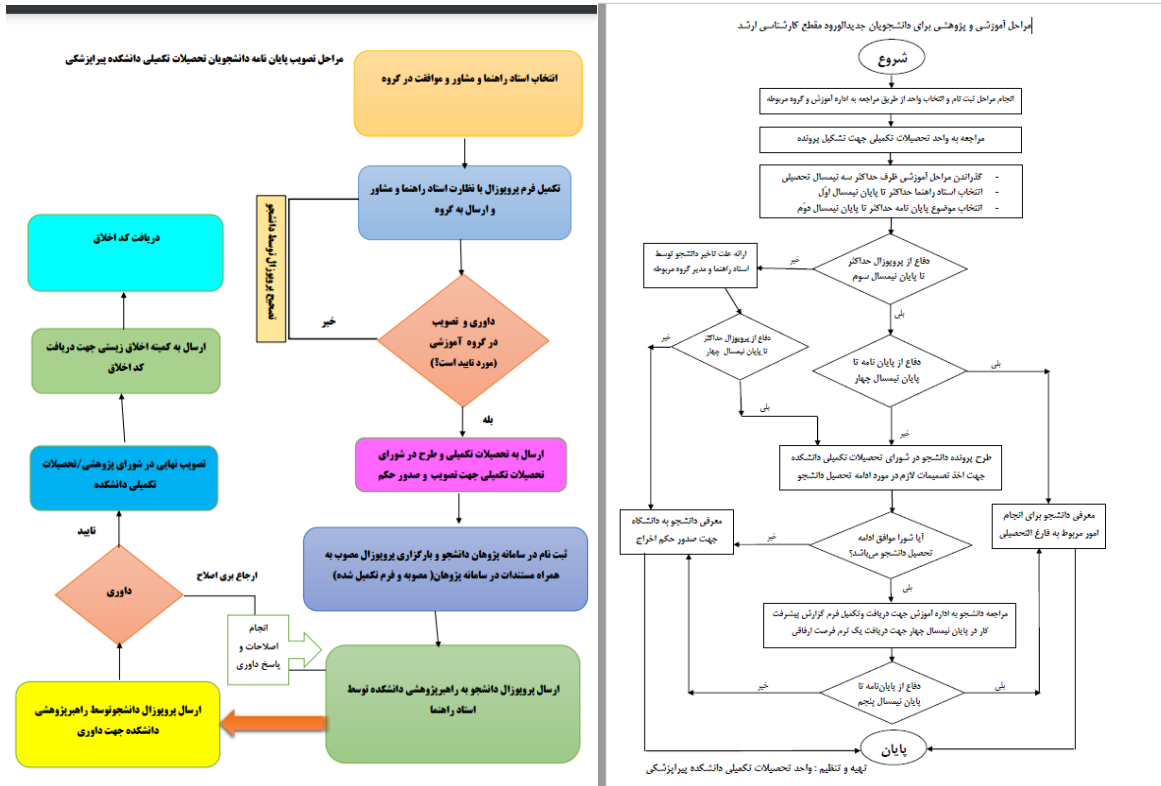 مراحل تصویب پایان نامه دانشجویان تحصیلات تکمیلی دانشکده پیراپزشکی
انتخاب استاد راهنما و مشاور و موافقت در گروه
تکمیل فرم پروپوزال با نظارت استاد راهنما و مشاور
و ارسال به گروه
تصحیح پروپوزال توسط دانشجو
خیر
داوری و تصویب
در گروه آموزشی
(مورد تایید است؟)
بله
ارسال به تحصیلات تکمیلی و طرح در شورای
تحصیلات تکمیلی جهت تصویب و صدور حکم
ثبت نام در سامانه پژوهان دانشجو و بارگزاری پروپوزال مصوب به
همراه مستندات در سامانه پژوهان( مصوبه و فرم تکمیل شده)
ارسال پروپوزال دانشجو به راهبرپژوهشی دانشکده توسط
استاد راهنما
ارسال پروپوزال دانشجوتوسط راهبرپژوهشی
دانشکده جهت داوری
داوری
ارجاع بری اصلاح
انجام
اصلاحات و
پاسخ داوری
تایید
تصویب نهایی در شورای پژوهشی/تحصیلات
تکمیلی دانشکده
ارسال به کمیته اخلاق زیستی جهت دریافت
کد اخلاق
دریافت کد اخلاق
مراحل آموزشی و پژوهشی برای دانشجویان جدیدالورود مقطع کارشناسی ارشد
شروع
انجام مراحل ثبت نام و انتخاب واحد از طریق مراجعه به اداره آموزش و گروه مربوطه
مراجعه به واحد تحصیلات تکمیلی جهت تشکیل پرونده
- گذراندن مراحل آموزشی ظرف حداکثر سه نیمسال تحصیلی
- انتخاب استاد راهنما حداکثر تا پایان نیمسال اوّل
- انتخاب موضوع پایان نامه حداکثر تا پایان نیمسال دوّم
دفاع از پروپوزال حداکثر
تا پایان نیمسال سوم
خیر
ارائه علت تاخیر دانشجو توسط
استاد راهنما و مدیر گروه مربوطه
بلی
دفاع از پروپوزال حداکثر
تا پایان نیمسال چهار
خیر
بلی
دفاع از پایان نامه تا
پایان نیمسال چهار
بلی
خیر
طرح پرونده دانشجو در شورای تحصیلات تکمیلی دانشکده
جهت اخذ تصمیمات لازم در مورد ادامه تحصیل دانشجو
معرفی دانشجو برای انجام
امور مربوط به فارغ التحصیلی
آیا شورا موافق ادامه
تحصیل دانشجو می‌باشد؟
خیر
معرفی دانشجو به دانشگاه
جهت صدور حکم اخراج
بلی
مراجعه دانشجو به اداره آموزش جهت دریافت وتکمیل فرم گزارش پیشرفت
کار در پایان نیمسال چهار جهت دریافت یک ترم فرصت ارفاقی
دفاع از پایان‌نامه تا
پایان نیمسال پنجم
بلی
خیر
پایان
تهیه و تنظیم : واحد تحصیلات تکمیلی دانشکده پیراپزشکی